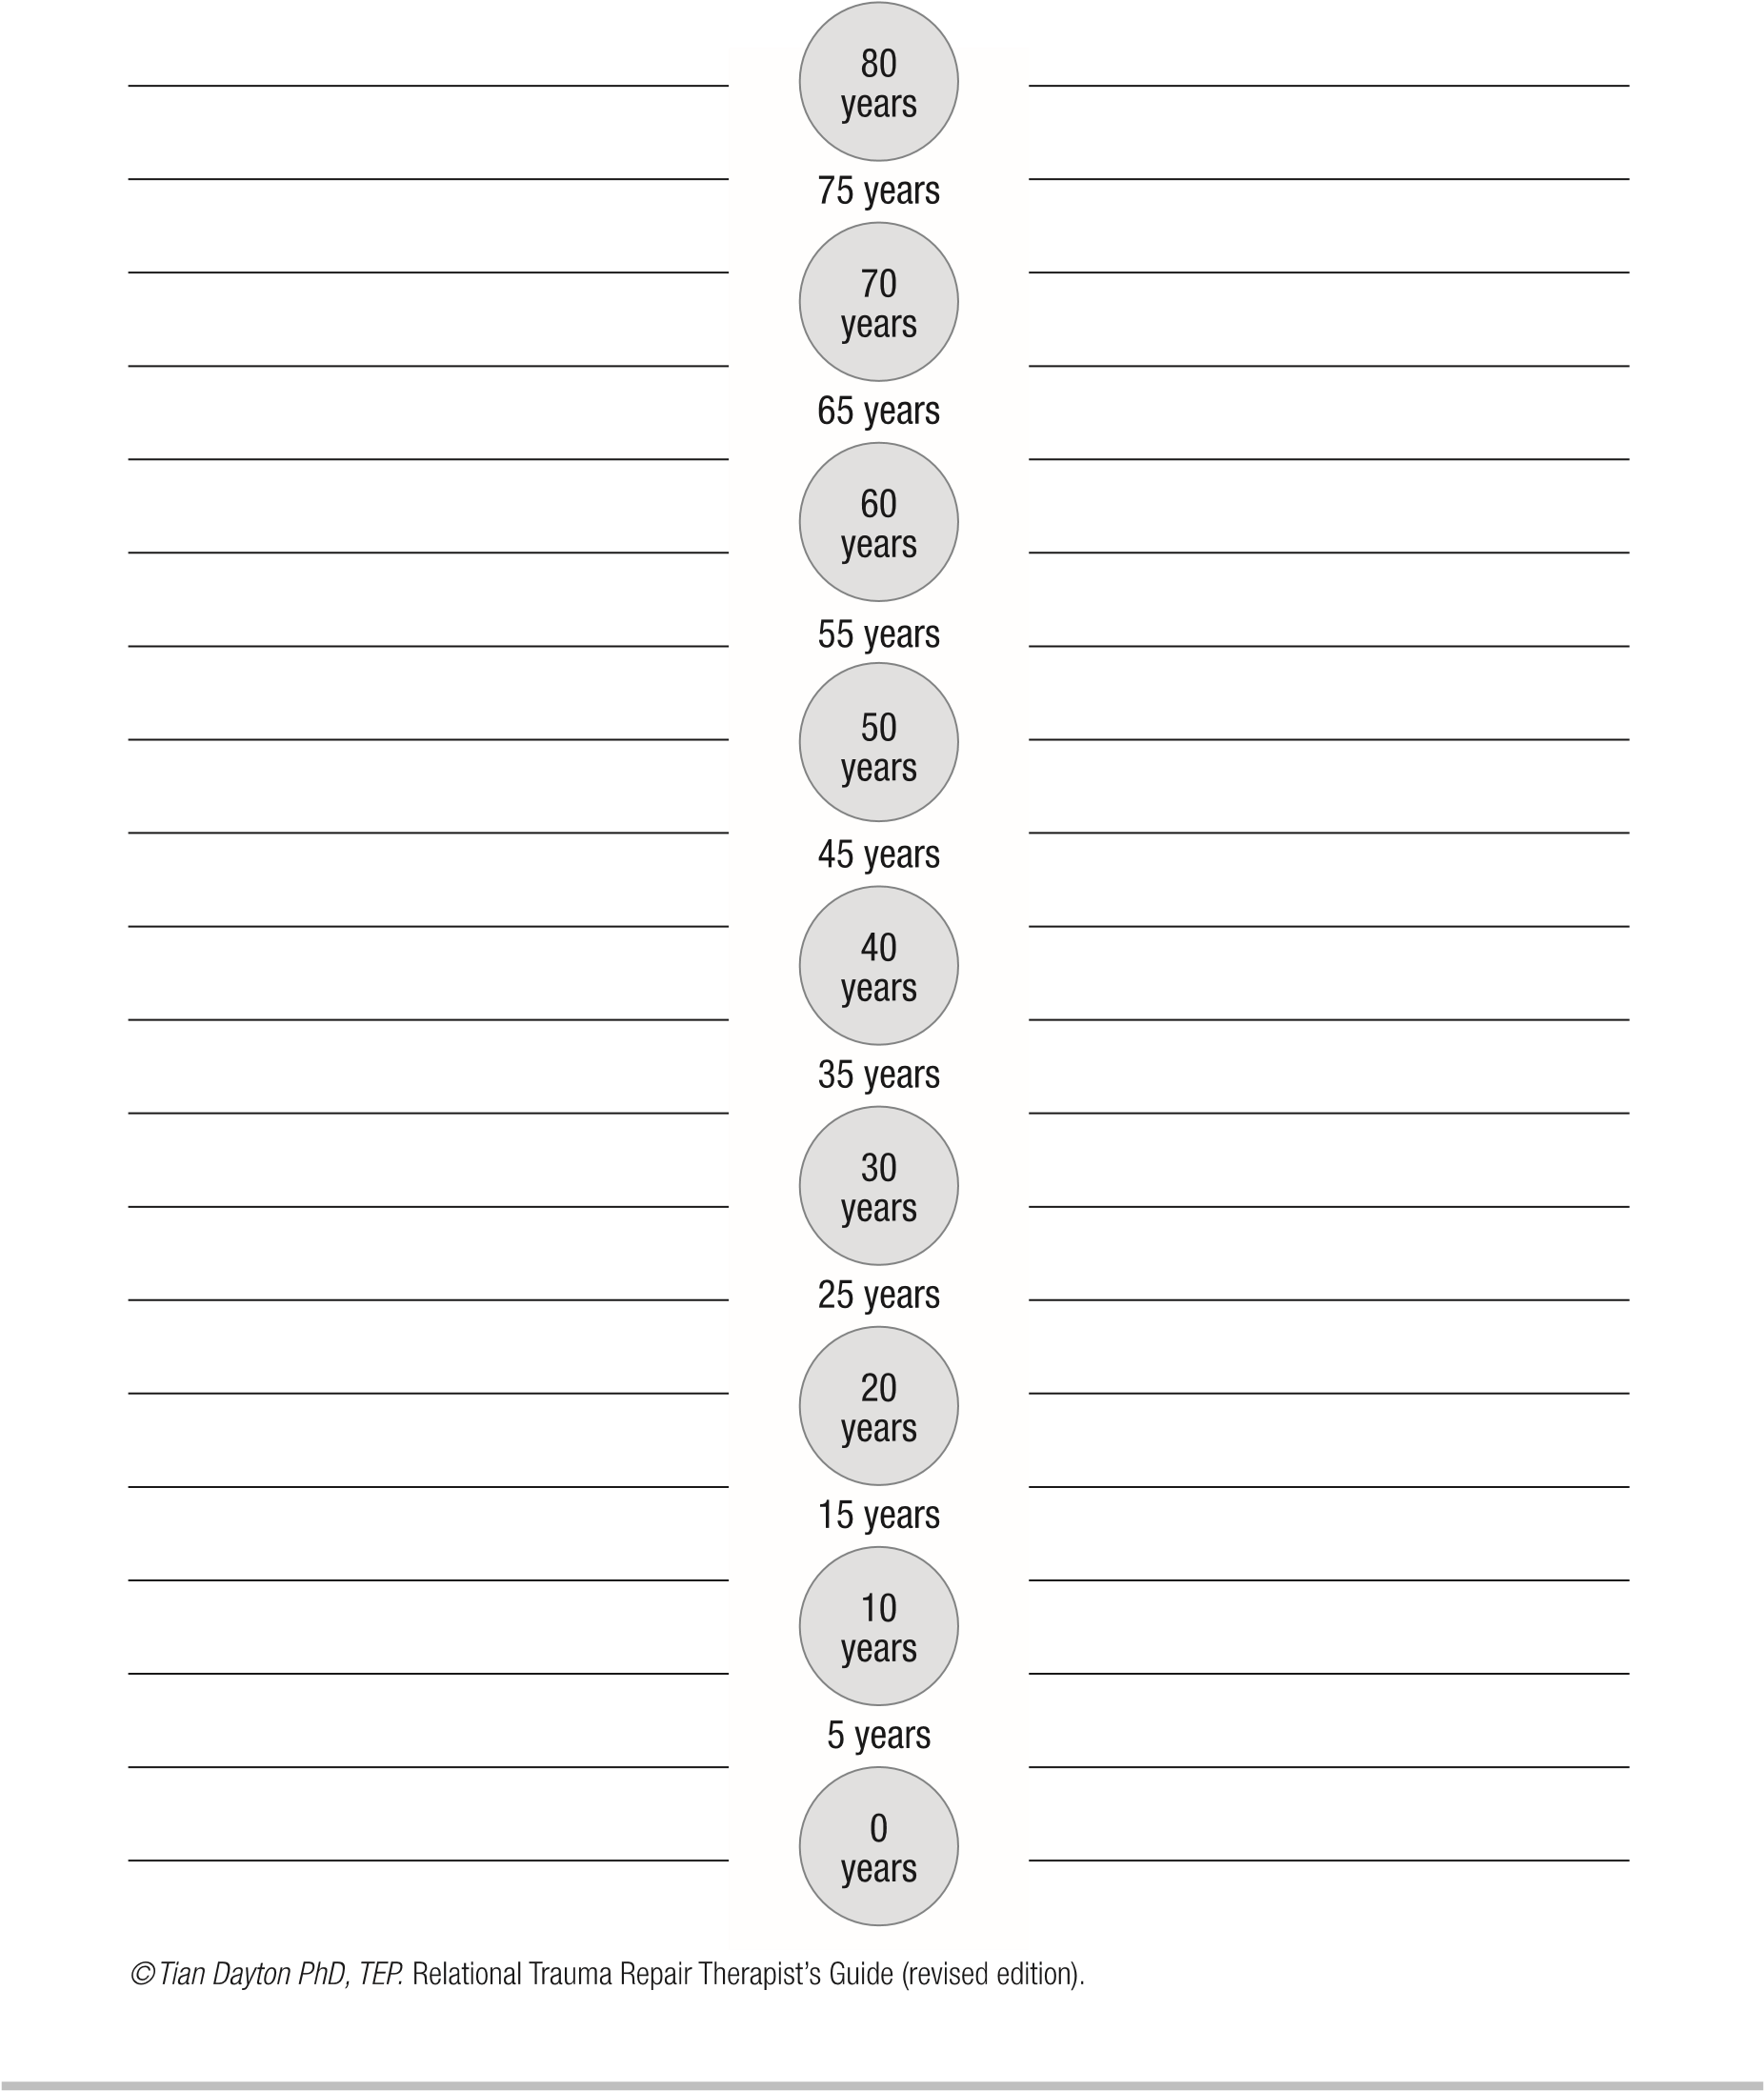 80
years
75 years
70
years
65 years
60
years
55 years
50
years
45 years
40
years
35 years
30
years
25 years
20
years
15 years
10
years
5 years
0
years
© Tian Dayton PhD, TEP. Relational Trauma Repair Therapist’s Guide (revised edition).